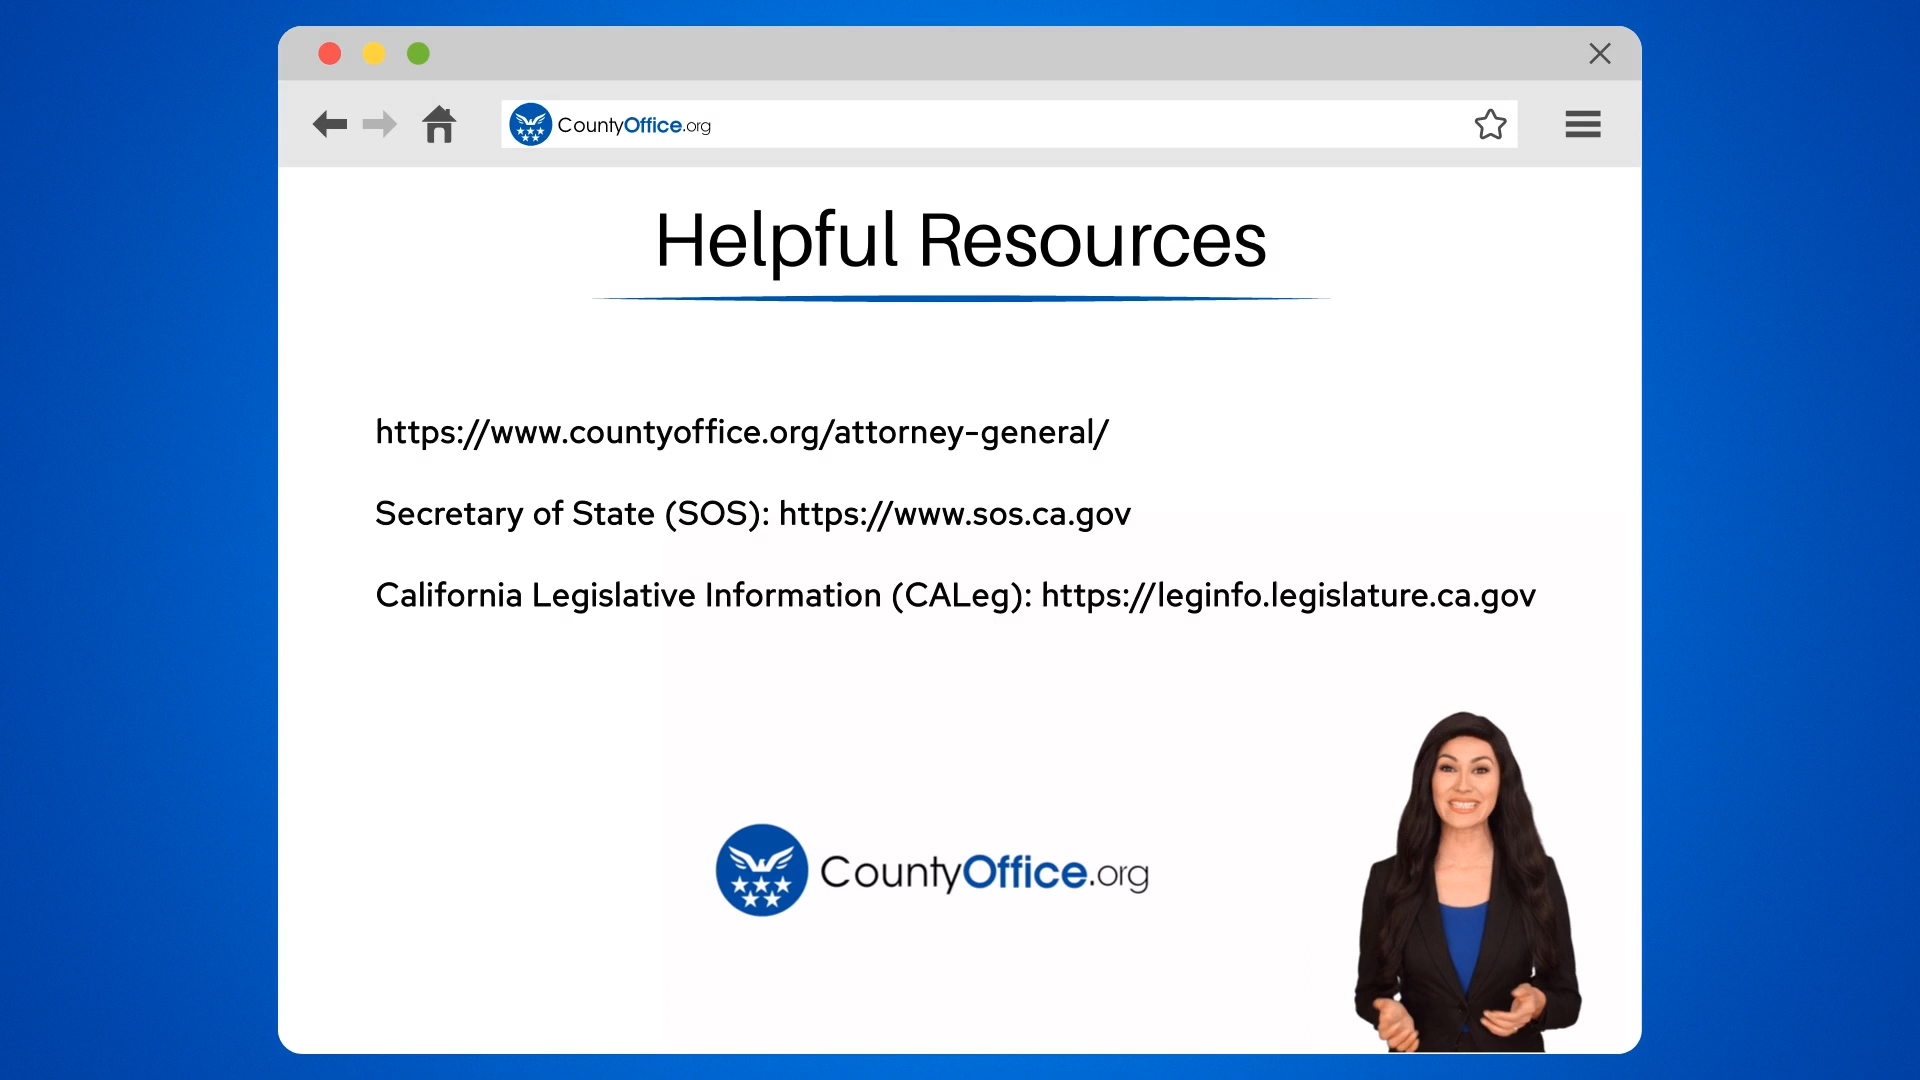 CountyOffice.org
Helpful Resources
https://www.countyoffice.org/attorney-general/
Secretary of State (SOS): https://www.sos.ca.gov
California Legislative Information (CALeg): https://leginfo.legislature.ca.gov
CountyOffice.org